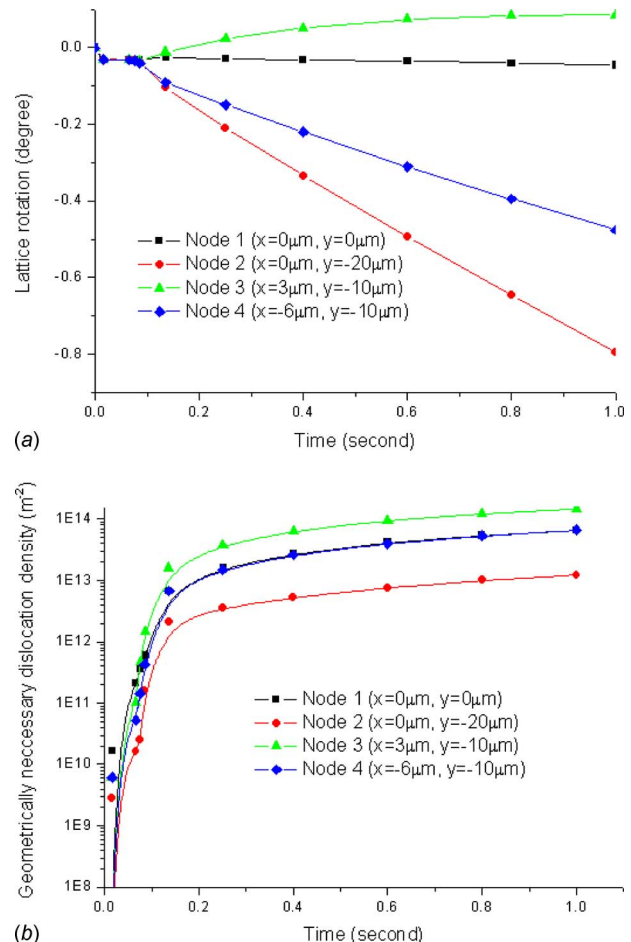 0.0
-0.2
-0.4
-0.6
-0.8
Lattice rotation (degree)
Node 1 (x=0μm, y=0μm)
Node 2 (x=0μm, y=-20μm)
Node 3 (x=3μm, y=-10μm)
Node 4 (x=-6μm, y=-10μm)
0.0 0.2 0.4 0.6 0.8 1.0
Time (second)
(a)
1E14
1E13
1E12
1E11
1E10
1E9
1E8
Geometrically neccessary dislocation density (m⁻²)
Node 1 (x=0μm, y=0μm)
Node 2 (x=0μm, y=-20μm)
Node 3 (x=3μm, y=-10μm)
Node 4 (x=-6μm, y=-10μm)
0.0 0.2 0.4 0.6 0.8 1.0
Time (second)
(b)